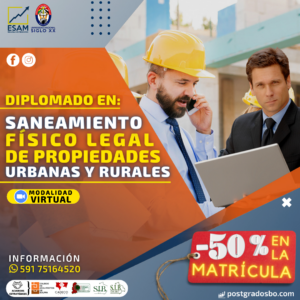 ESAM
SIGLO XX
DIPLOMADO EN:
SANEAMIENTO
FÍSICO LEGAL
DE PROPIEDADES
URBANAS Y RURALES
MODALIDAD
VIRTUAL
-50% EN
LA
MATRÍCULA
INFORMACIÓN
591 75164520
postgradosbo.com